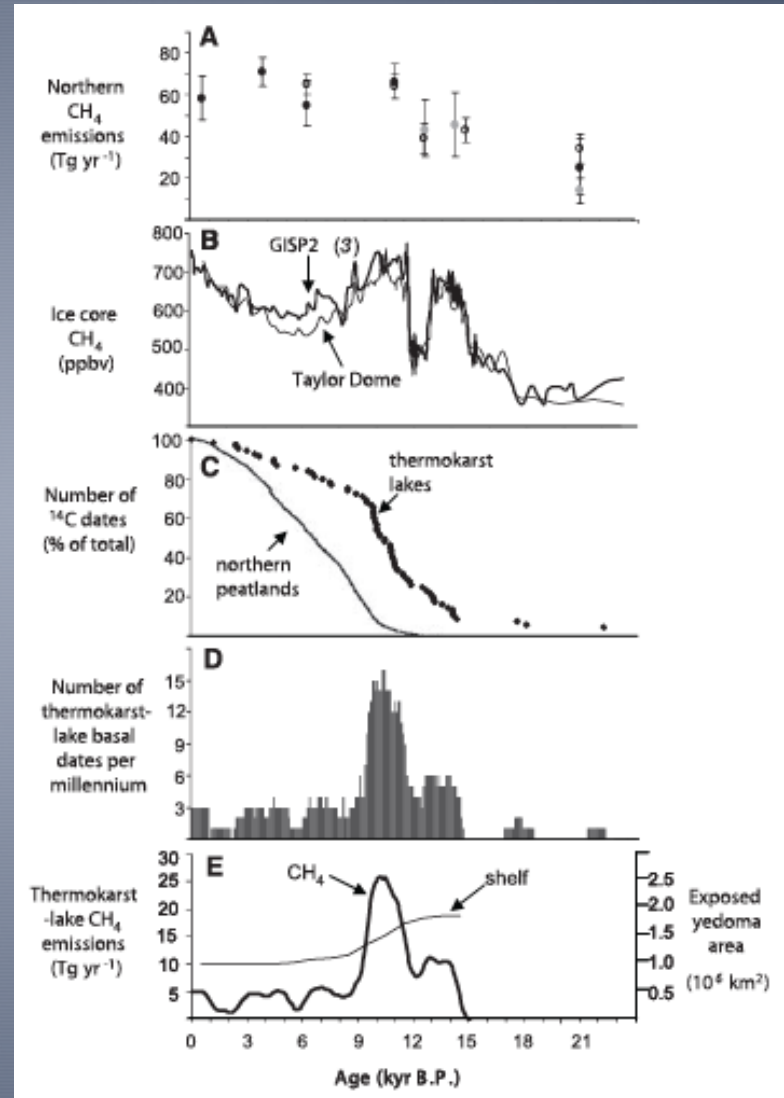 A
Northern
CH4
emissions
(Tg yr-1)
80
60
40
20
B
Ice core
CH4
(ppbv)
800
700
600
500
400
GISP2 (3)
Taylor Dome
C
Number of
14C dates
(% of total)
100
80
60
40
20
thermokarst
lakes
northern
peatlands
D
Number of
thermokarst-
lake basal
dates per
millennium
15
12
9
6
3
E
Thermokarst
-lake CH4
emissions
(Tg yr-1)
30
25
20
15
10
5
CH4
shelf
2.5
2.0
1.5
1.0
0.5
Exposed
yedoma
area
(10⁶ km2)
0 3 6 9 12 15 18 21
Age (kyr B.P.)